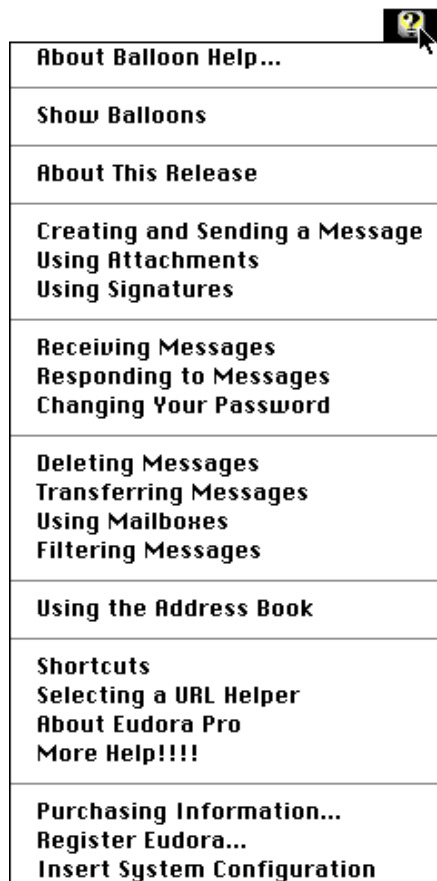 About Balloon Help...
Show Balloons
About This Release
Creating and Sending a Message
Using Attachments
Using Signatures
Receiving Messages
Responding to Messages
Changing Your Password
Deleting Messages
Transferring Messages
Using Mailboxes
Filtering Messages
Using the Address Book
Shortcuts
Selecting a URL Helper
About Eudora Pro
More Help!!!!
Purchasing Information...
Register Eudora...
Insert System Configuration